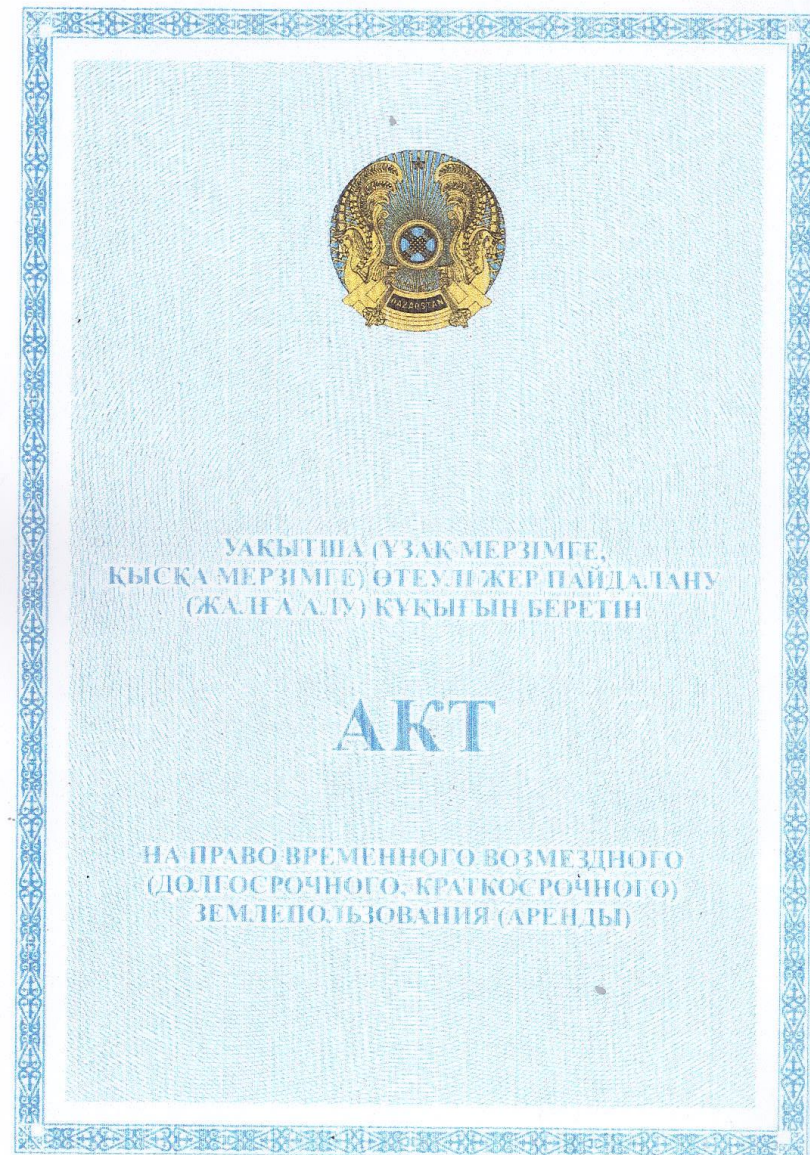 QAZAQSTAN
УАҚЫТША (ҰЗАҚ МЕРЗІМГЕ,
ҚЫСҚА МЕРЗІМГЕ) ӨТЕУЛІ ЖЕР ПАЙДАЛАНУ
(ЖАЛҒА АЛУ) ҚҰҚЫҒЫН БЕРЕТІН
АКТ
НА ПРАВО ВРЕМЕННОГО ВОЗМЕЗДНОГО
(ДОЛГОСРОЧНОГО, КРАТКОСРОЧНОГО)
ЗЕМЛЕПОЛЬЗОВАНИЯ (АРЕНДЫ)